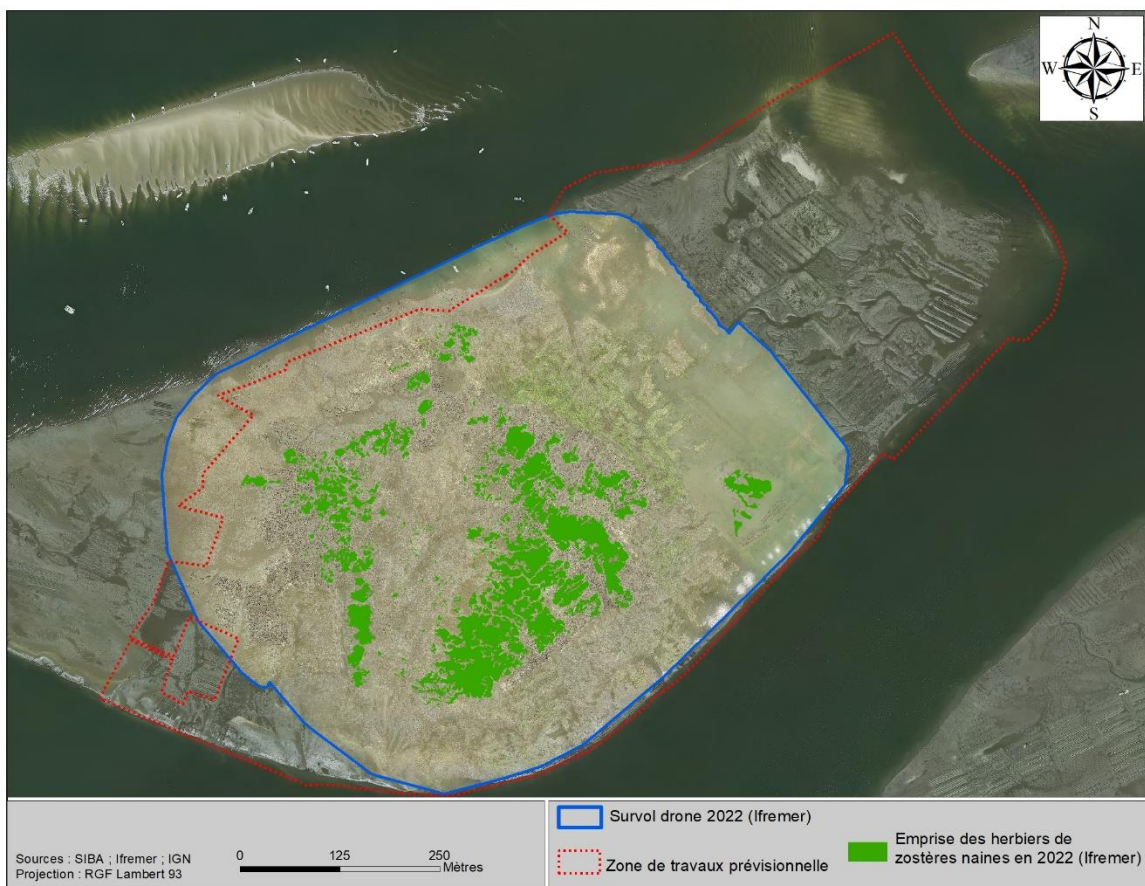 N
W E
S
Sources : SIBA ; Ifremer ; IGN
Projection : RGF Lambert 93
0 125 250
Mètres
Survol drone 2022 (Ifremer)
Zone de travaux prévisionnelle
Emprise des herbiers de
zostères naines en 2022 (Ifremer)